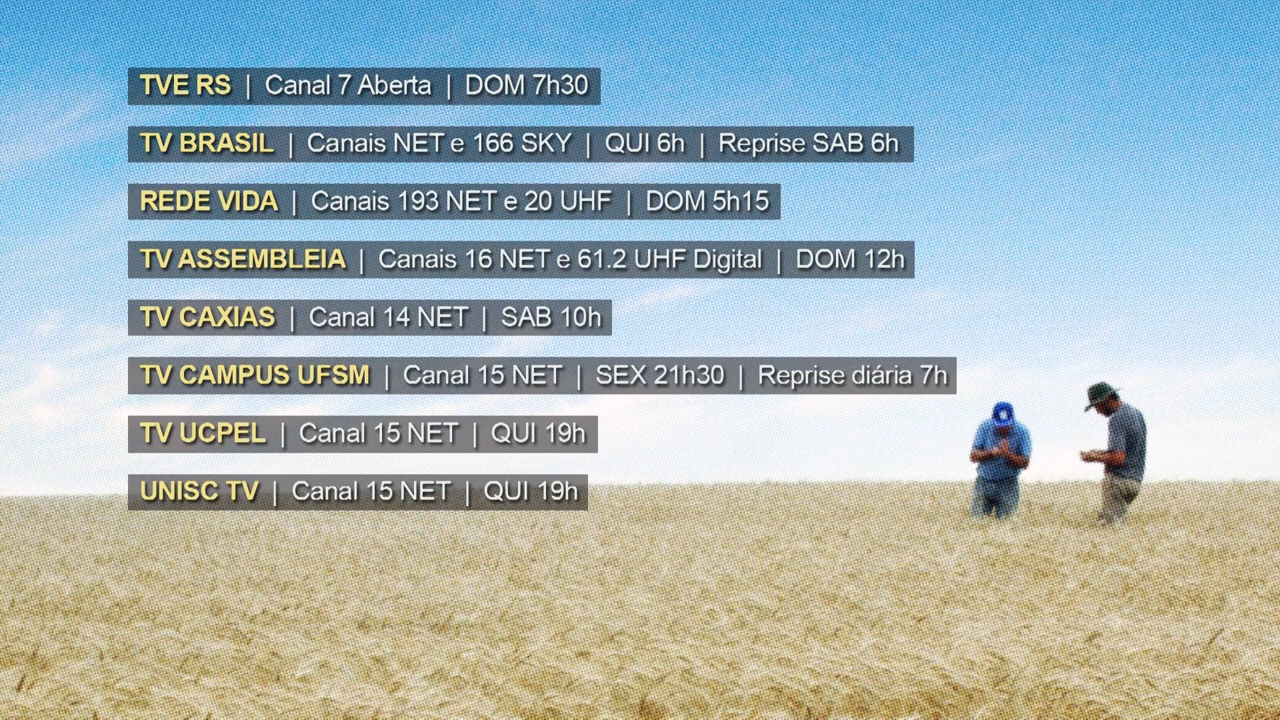 TVE RS | Canal 7 Aberta | DOM 7h30
TV BRASIL | Canais NET e 166 SKY | QUI 6h | Reprise SAB 6h
REDE VIDA | Canais 193 NET e 20 UHF | DOM 5h15
TV ASSEMBLEIA | Canais 16 NET e 61.2 UHF Digital | DOM 12h
TV CAXIAS | Canal 14 NET | SAB 10h
TV CAMPUS UFSM | Canal 15 NET | SEX 21h30 | Reprise diária 7h
TV UCPEL | Canal 15 NET | QUI 19h
UNISC TV | Canal 15 NET | QUI 19h